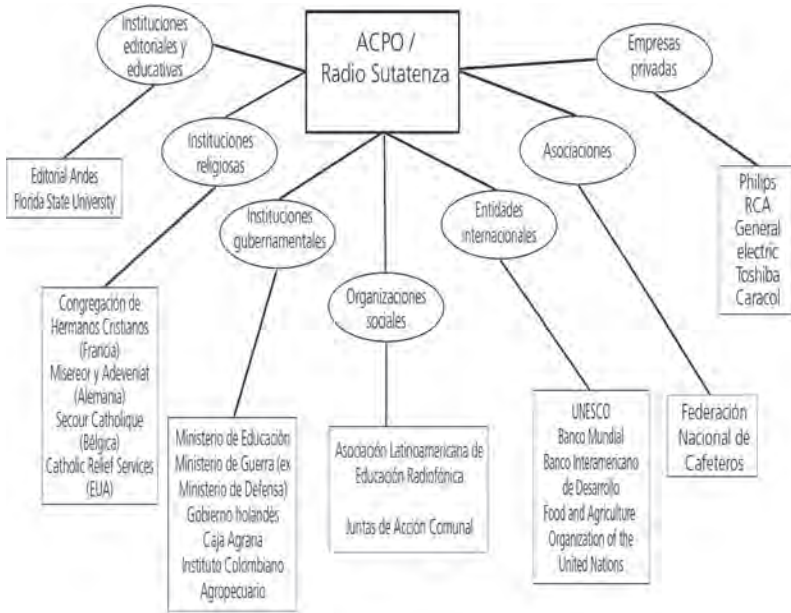 ACPO /
Radio Sutatenza
Instituciones
editoriales y
educativas
Editorial Andes
Florida State University
Instituciones
religiosas
Congregación de
Hermanos Cristianos
(Francia)
Misereor y Adeveniat
(Alemania)
Secour Catholique
(Bélgica)
Catholic Relief Services
(EUA)
Instituciones
gubernamentales
Ministerio de Educación
Ministerio de Guerra (ex
Ministerio de Defensa)
Gobierno holandés
Caja Agraria
Instituto Colombiano
Agropecuario
Organizaciones
sociales
Asociación Latinoamericana de
Educación Radiofónica
Juntas de Acción Comunal
Entidades
internacionales
UNESCO
Banco Mundial
Banco Interamericano
de Desarrollo
Food and Agriculture
Organization of the
United Nations
Asociaciones
Federación
Nacional de
Cafeteros
Empresas
privadas
Philips
RCA
General
electric
Toshiba
Caracol